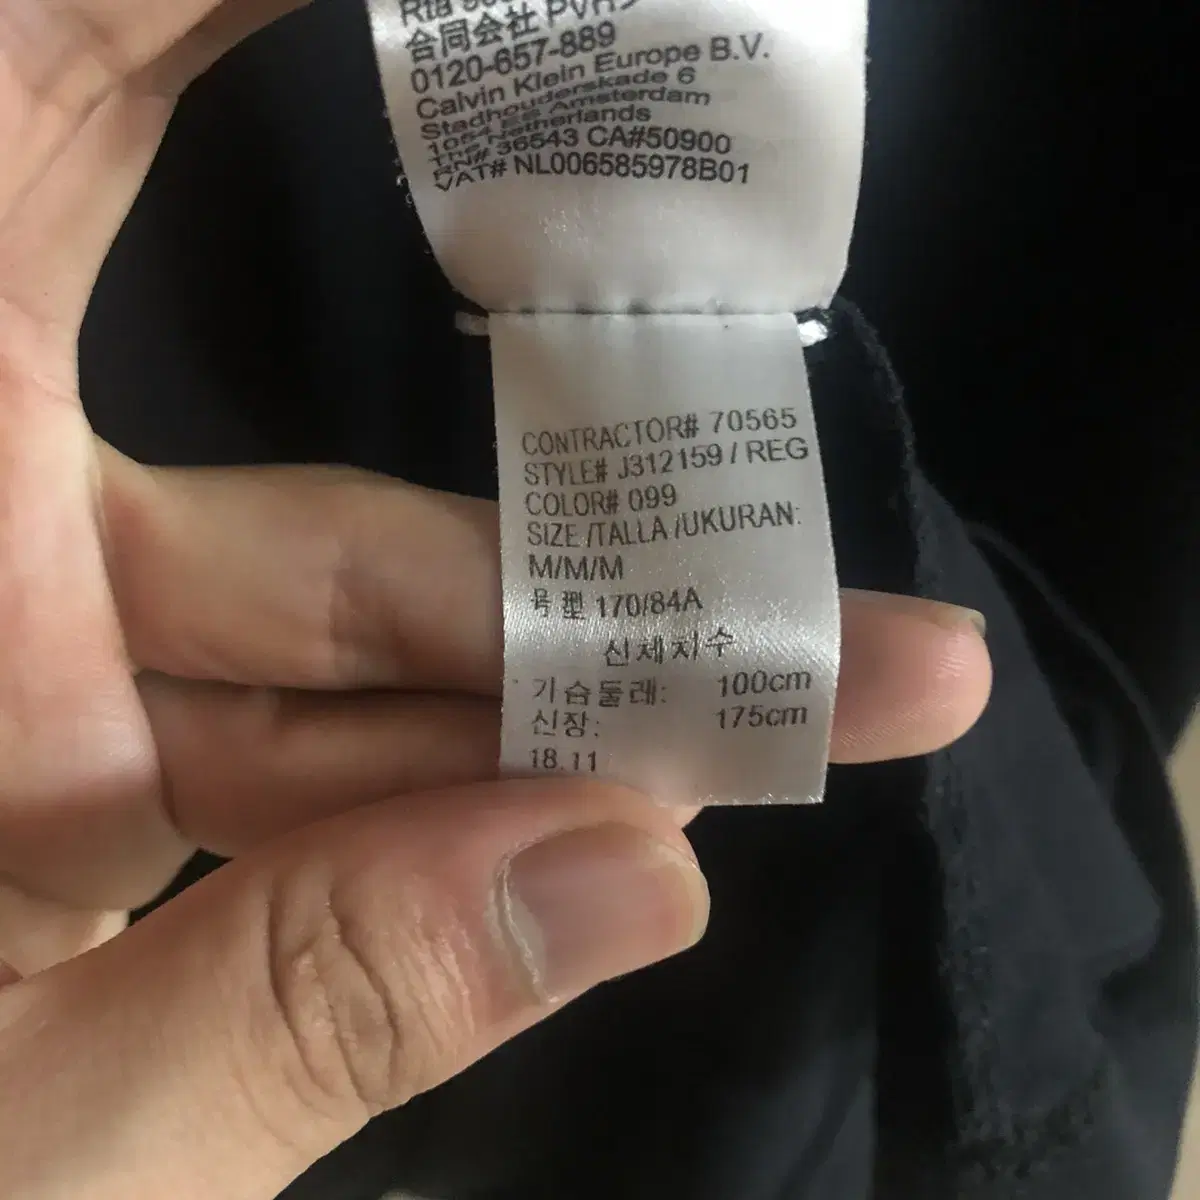 合同会社 PVH
0120-657-889
Calvin Klein Europe B.V.
Stadhouderskade 6
1054 ES Amsterdam
The Netherlands
RN# 36543 CA#50900
VAT# NL006585978B01
CONTRACTOR# 70565
STYLE# J312159 / REG
COLOR# 099
SIZE /TALLA /UKURAN:
M/M/M
号型 170/84A
신체치수
가슴둘레: 100cm
신장: 175cm
18.11